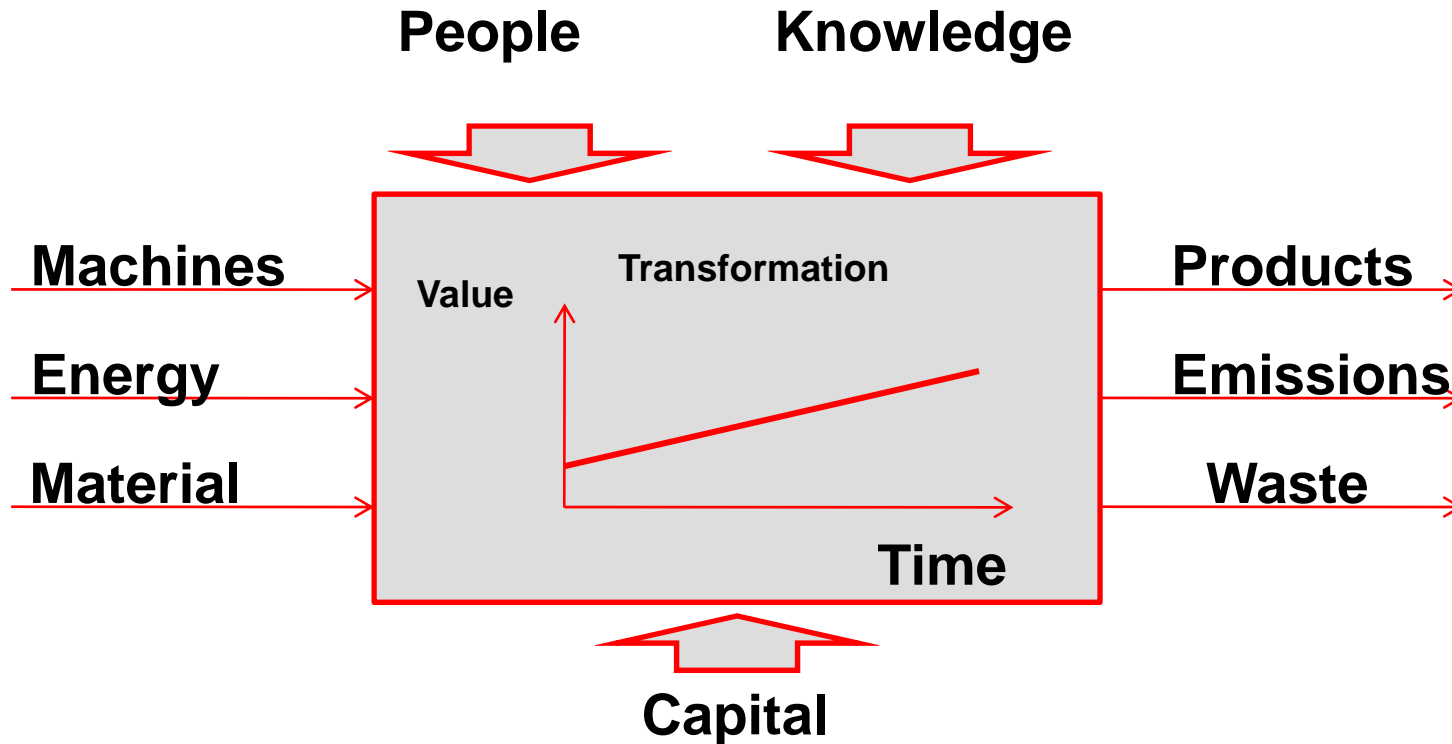 People Knowledge
Machines Transformation Products
Value
Energy Emissions
Material Waste
Time
Capital